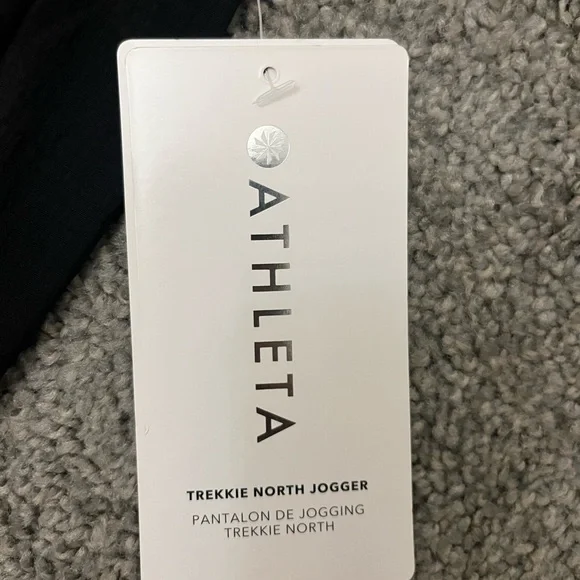 ATHLETA
TREKKIE NORTH JOGGER
PANTALON DE JOGGING
TREKKIE NORTH